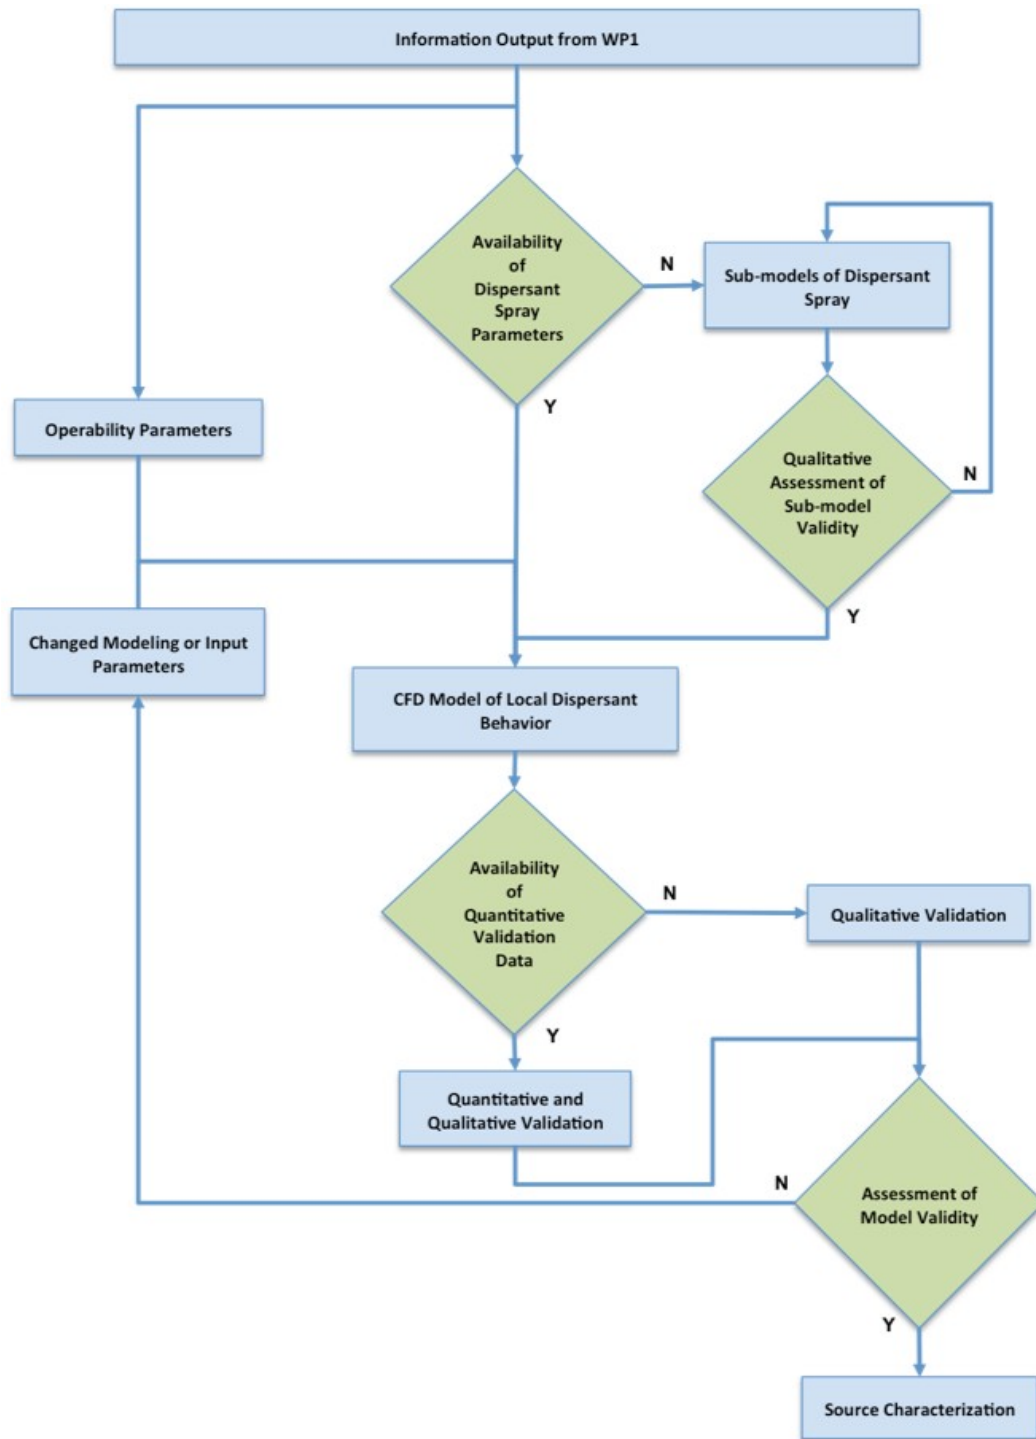 Information Output from WP1
Availability
of
Dispersant
Spray
Parameters
N
Sub-models of Dispersant
Spray
Y
Operability Parameters
Qualitative
Assessment of
Sub-model
Validity
N
Y
Changed Modeling or Input
Parameters
CFD Model of Local Dispersant
Behavior
Availability
of
Quantitative
Validation
Data
N
Qualitative Validation
Y
Quantitative and
Qualitative Validation
N
Assessment of
Model Validity
Y
Source Characterization